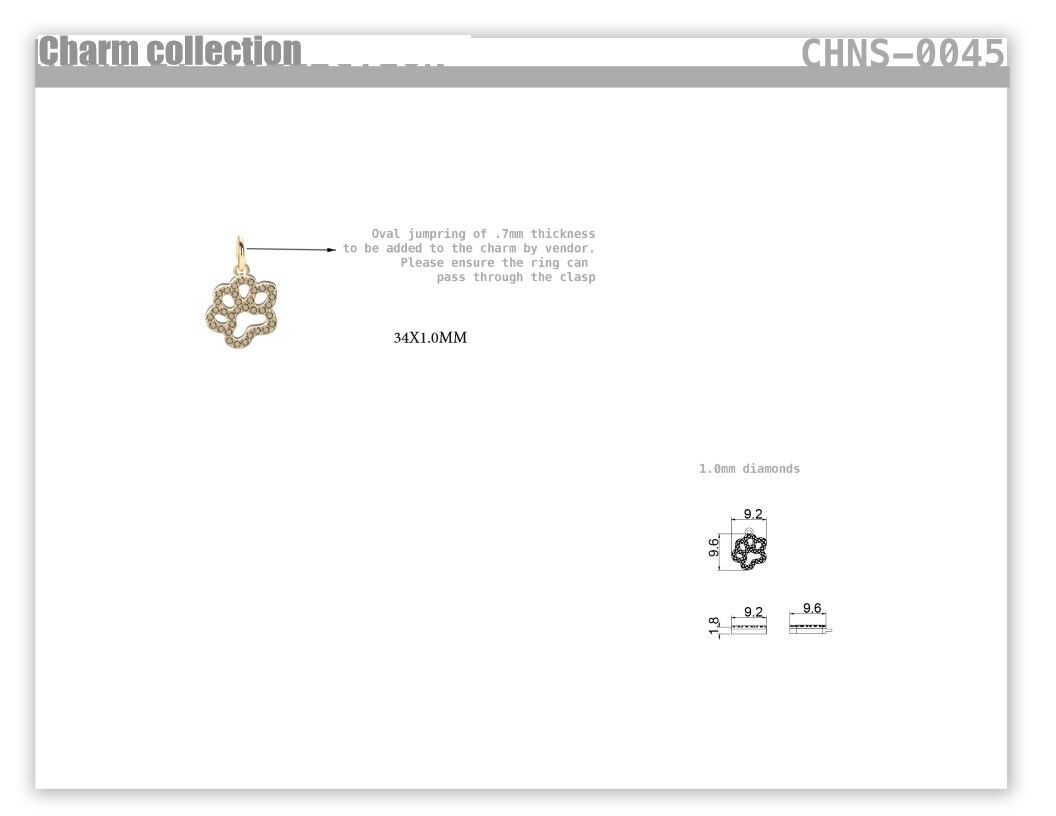 Charm collection
CHNS-0045
Oval jumpring of .7mm thickness
to be added to the charm by vendor.
Please ensure the ring can
pass through the clasp
34X1.0MM
1.0mm diamonds
9.2
9.6
9.2
9.6
1.8